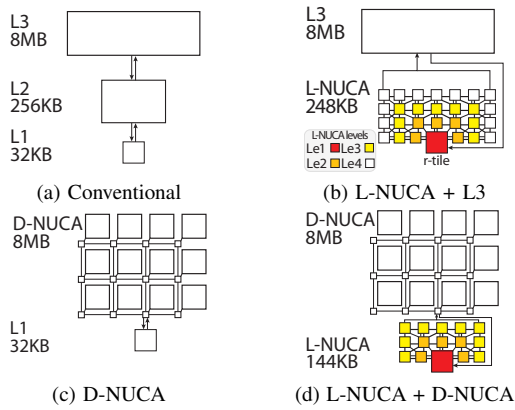 L3
8MB
L2
256KB
L1
32KB
(a) Conventional
L3
8MB
L-NUCA
248KB
L-NUCA levels
Le1 Le3
Le2 Le4
r-tile
(b) L-NUCA + L3
D-NUCA
8MB
L1
32KB
(c) D-NUCA
D-NUCA
8MB
L-NUCA
144KB
(d) L-NUCA + D-NUCA